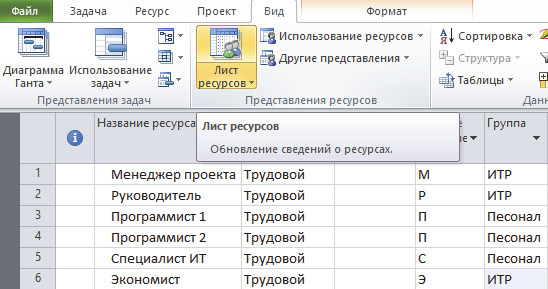 Файл Задача Ресурс Проект Вид Формат
Диаграмма Ганта
Использование задач
Лист ресурсов
Использование ресурсов
Другие представления
Сортировка
Структура
Таблицы
Представления задач Представления ресурсов Данн
Название ресурса Группа
Лист ресурсов
Обновление сведений о ресурсах.
1 Менеджер проекта Трудовой М ИТР
2 Руководитель Трудовой Р ИТР
3 Программист 1 Трудовой П Песонал
4 Программист 2 Трудовой П Песонал
5 Специалист ИТ Трудовой С Песонал
6 Экономист Трудовой Э ИТР